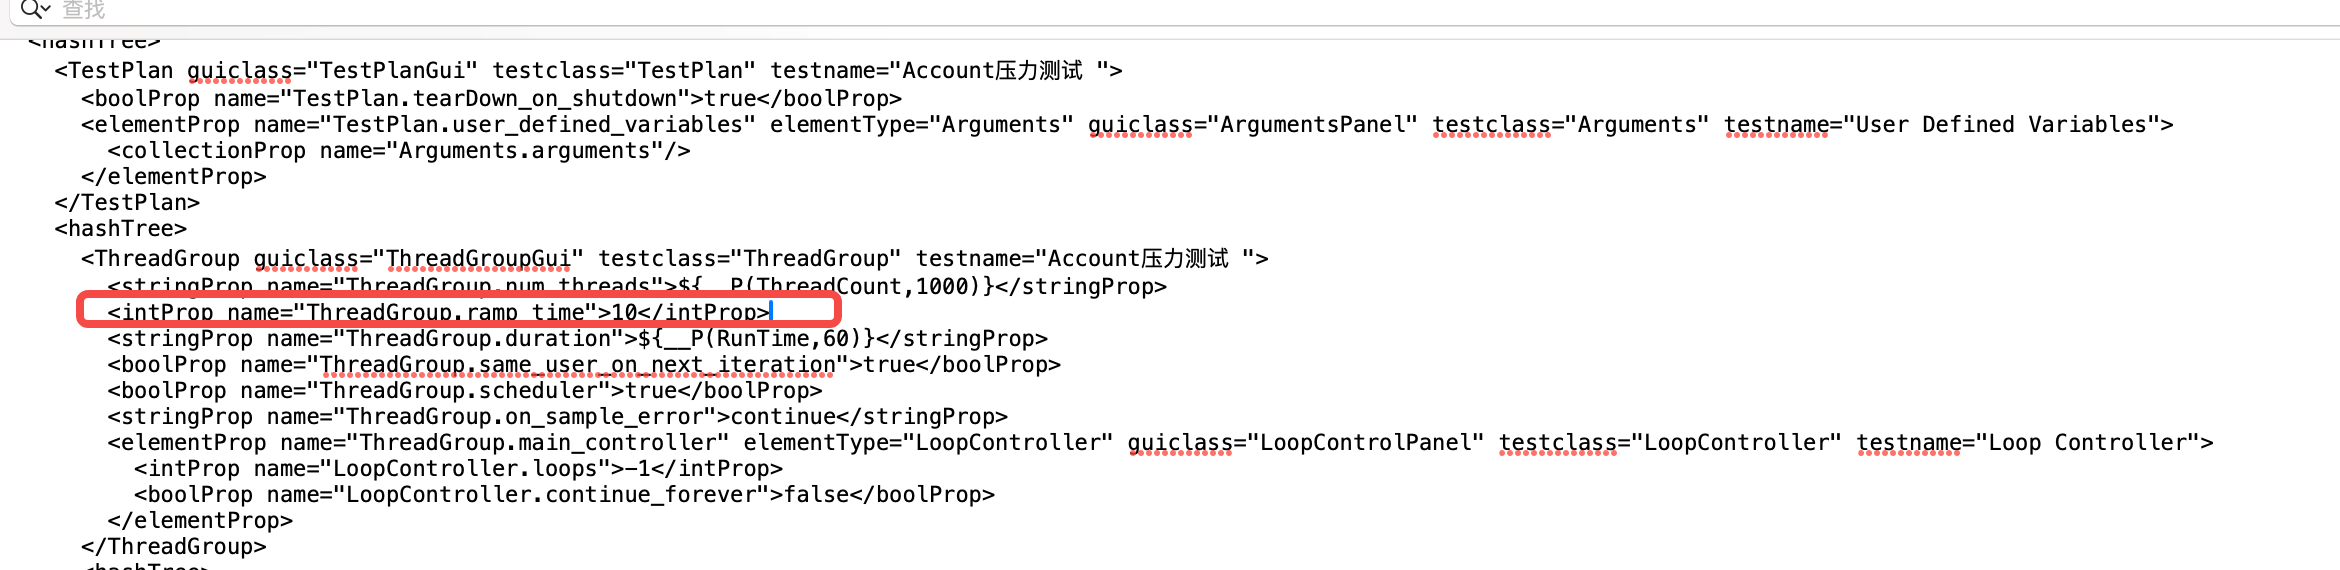 查找
<hashTree>
<TestPlan guiclass="TestPlanGui" testclass="TestPlan" testname="Account压力测试 ">
<boolProp name="TestPlan.tearDown_on_shutdown">true</boolProp>
<elementProp name="TestPlan.user_defined_variables" elementType="Arguments" guiclass="ArgumentsPanel" testclass="Arguments" testname="User Defined Variables">
<collectionProp name="Arguments.arguments"/>
</elementProp>
</TestPlan>
<hashTree>
<ThreadGroup guiclass="ThreadGroupGui" testclass="ThreadGroup" testname="Account压力测试 ">
<stringProp name="ThreadGroup.num_threads">${__P(ThreadCount,1000)}</stringProp>
<intProp name="ThreadGroup.ramp_time">10</intProp>
<stringProp name="ThreadGroup.duration">${__P(RunTime,60)}</stringProp>
<boolProp name="ThreadGroup.same_user_on_next_iteration">true</boolProp>
<boolProp name="ThreadGroup.scheduler">true</boolProp>
<stringProp name="ThreadGroup.on_sample_error">continue</stringProp>
<elementProp name="ThreadGroup.main_controller" elementType="LoopController" guiclass="LoopControlPanel" testclass="LoopController" testname="Loop Controller">
<intProp name="LoopController.loops">-1</intProp>
<boolProp name="LoopController.continue_forever">false</boolProp>
</elementProp>
</ThreadGroup>
<hashTree>